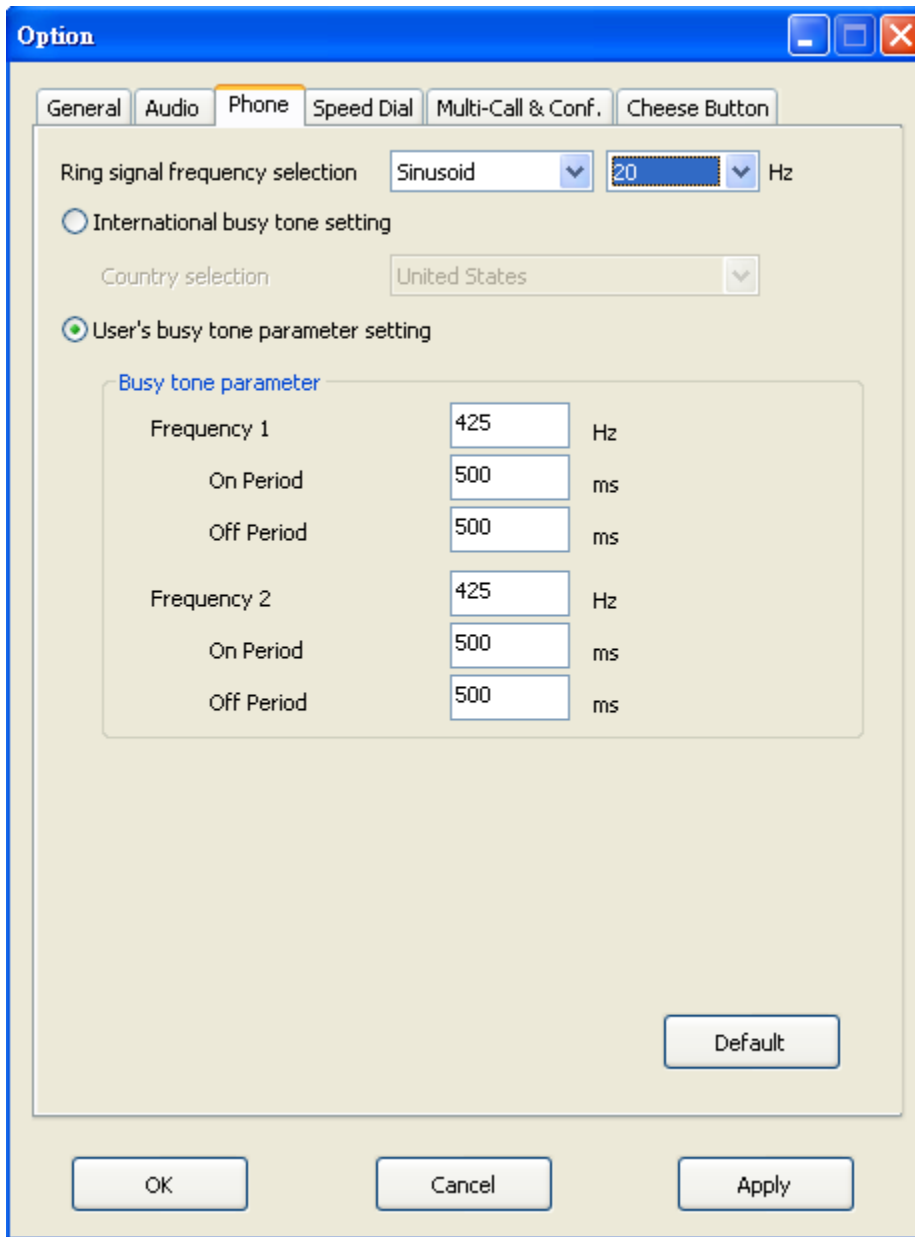 Option
General Audio Phone Speed Dial Multi-Call & Conf. Cheese Button
Ring signal frequency selection Sinusoid 20 Hz
International busy tone setting
Country selection United States
User's busy tone parameter setting
Busy tone parameter
Frequency 1 425 Hz
On Period 500 ms
Off Period 500 ms
Frequency 2 425 Hz
On Period 500 ms
Off Period 500 ms
Default
OK Cancel Apply